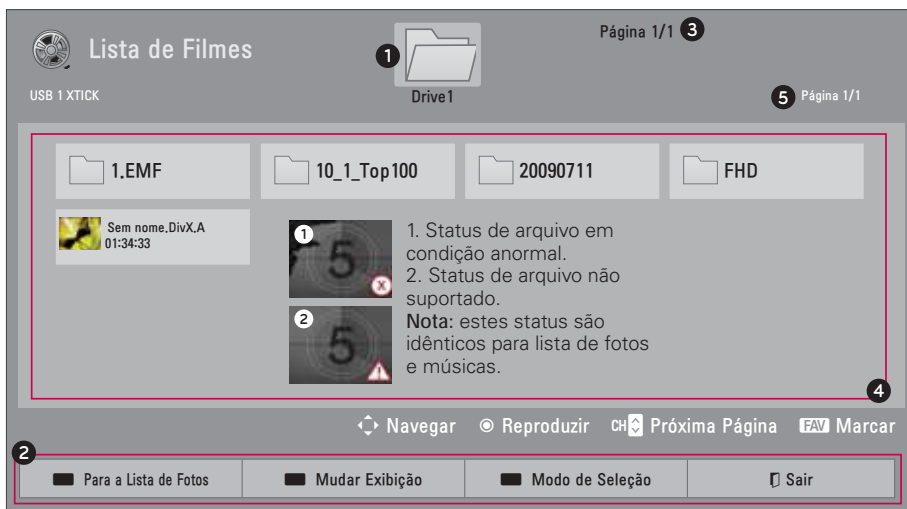 Lista de Filmes
1
Página 1/1 3
USB 1 XTICK
Drive1
5 Página 1/1
1.EMF
10_1_Top100
20090711
FHD
Sem nome.DivX.A
01:34:33
1
5
1. Status de arquivo em
condição anormal.
2. Status de arquivo não
suportado.
2
5
Nota: estes status são
idênticos para lista de fotos
e músicas.
4
Navegar
Reproduzir
CH Próxima Página
FAV Marcar
2
Para a Lista de Fotos
Mudar Exibição
Modo de Seleção
Sair